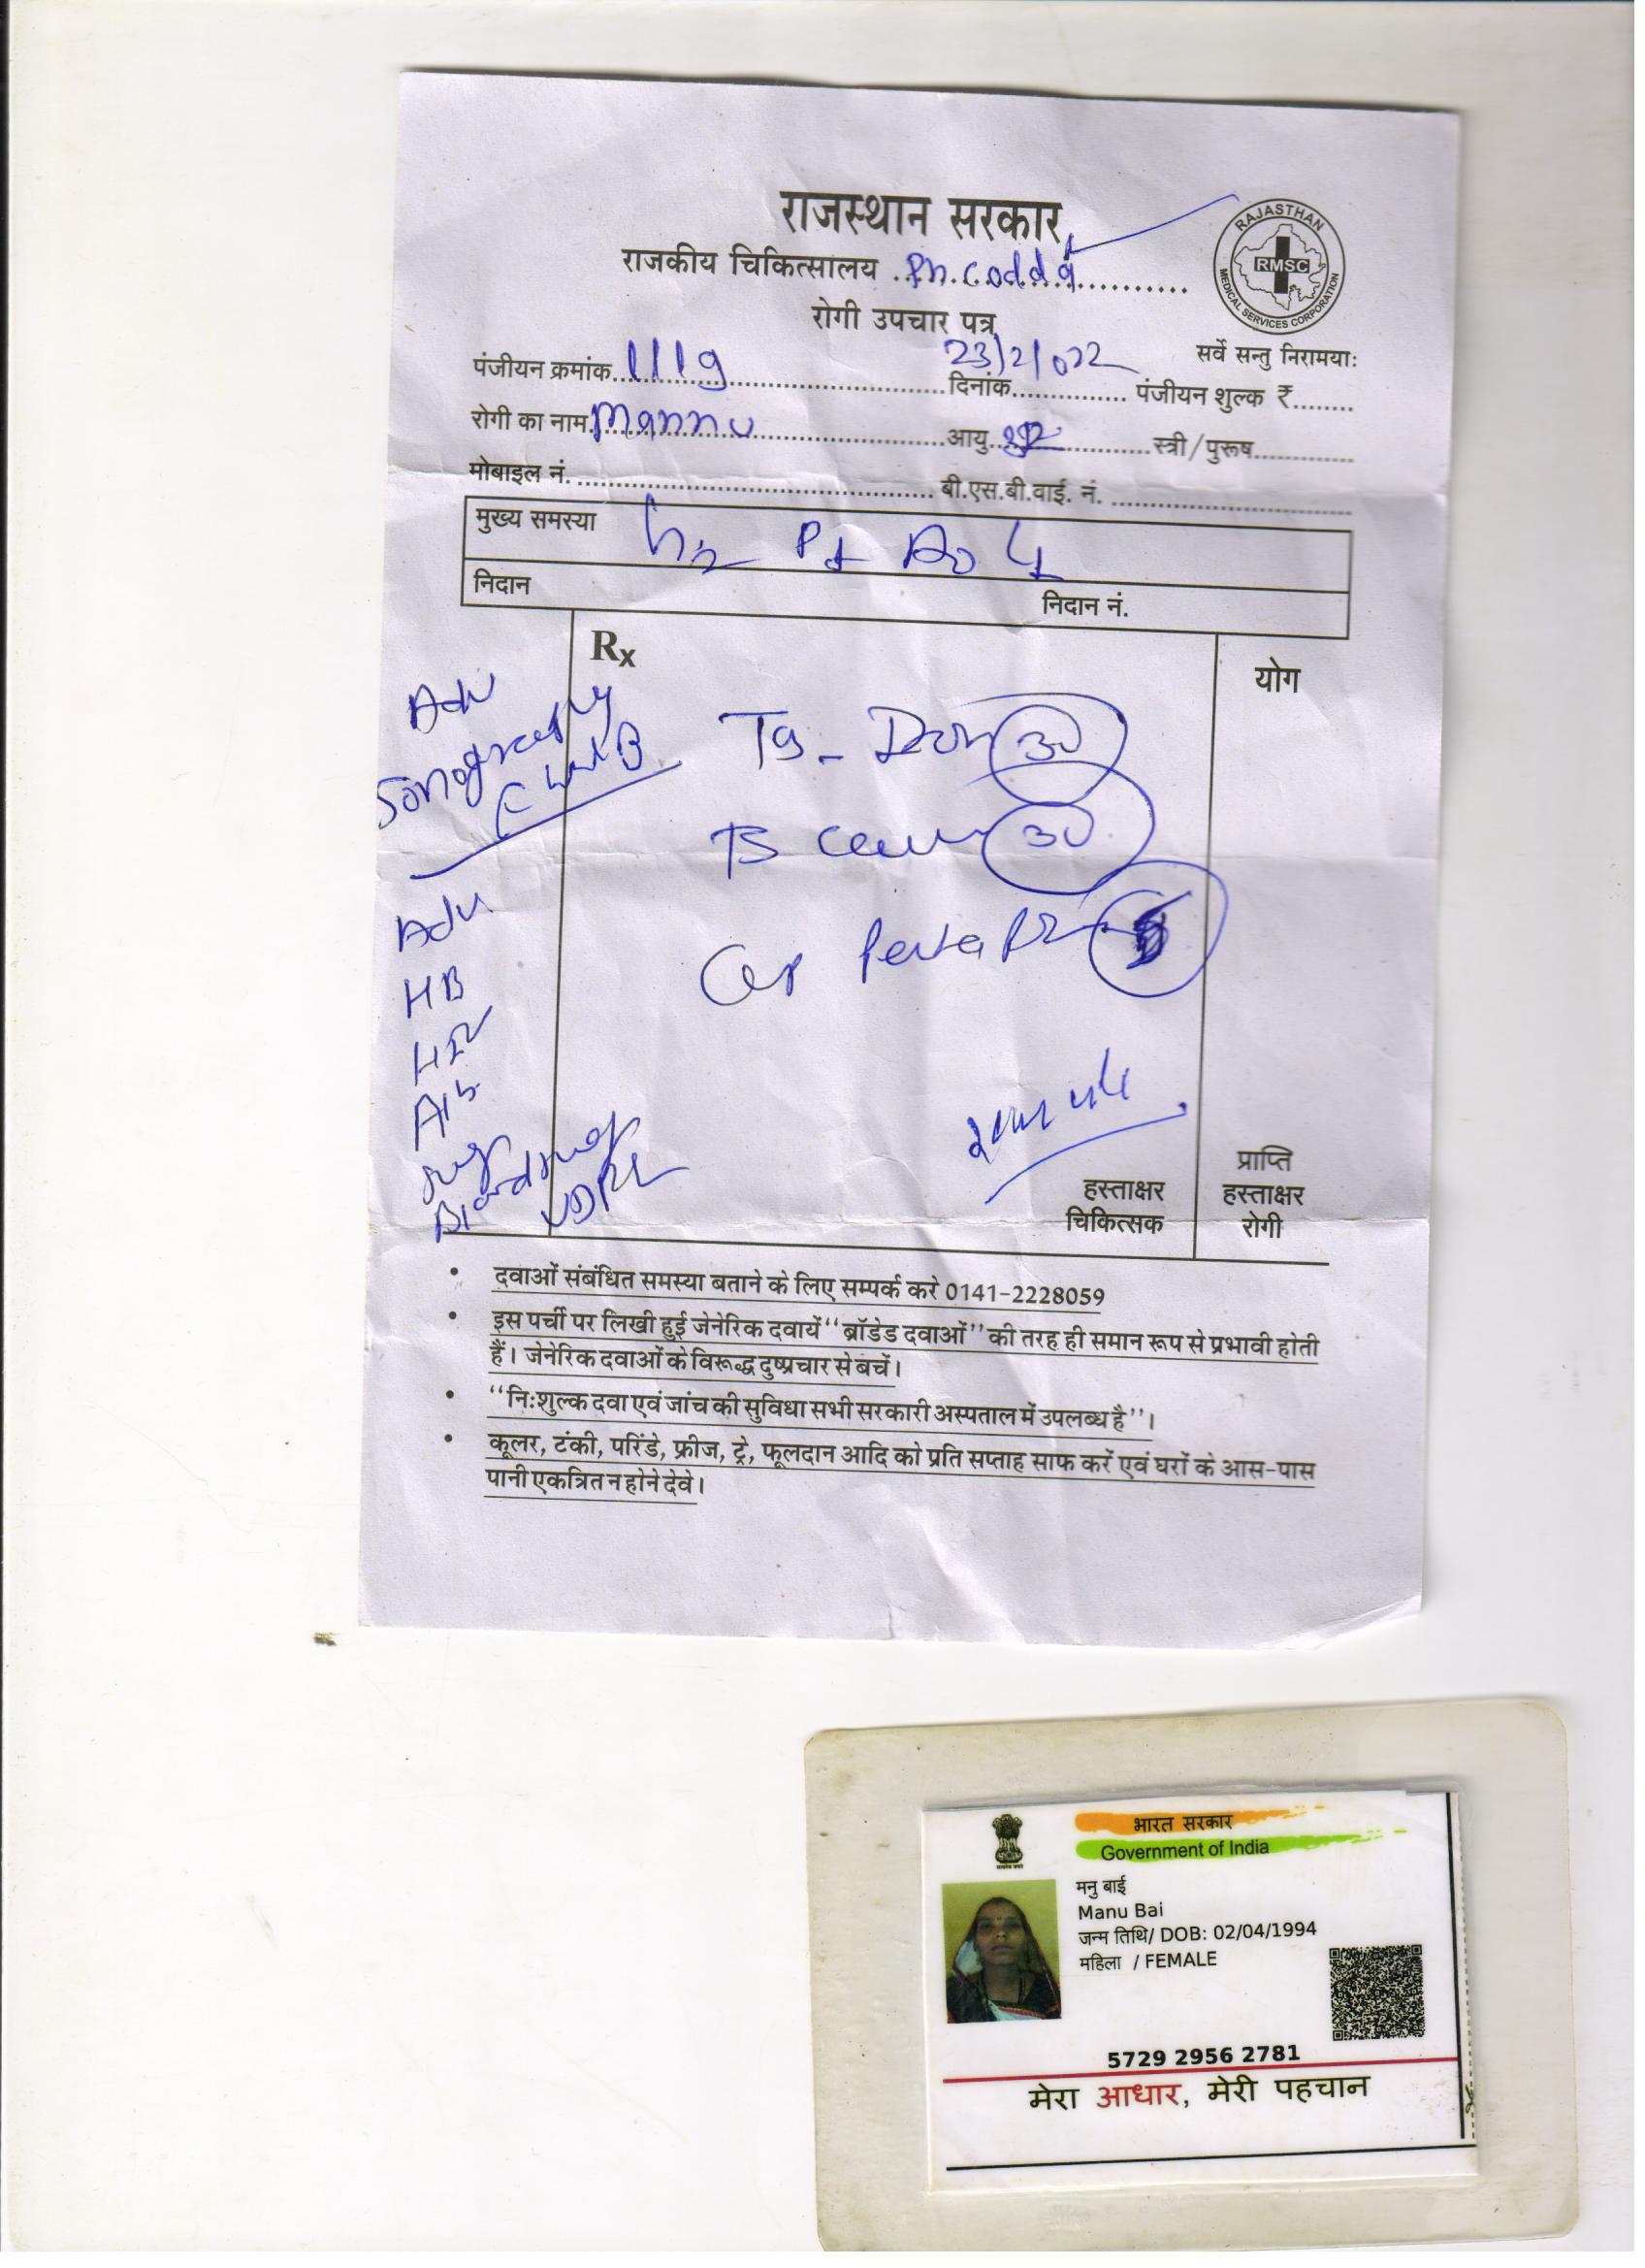 राजस्थान सरकार
राजकीय चिकित्सालय
RAJASTHAN
RMSC
MEDICAL SERVICES CORPORATION
रोगी उपचार पत्र
सर्वे सन्तु निरामयाः
पंजीयन क्रमांक 1119 दिनांक 23/2/022 पंजीयन शुल्क ₹
रोगी का नाम Mannu आयु स्त्री/पुरूष
मोबाइल नं. बी.एस.बी.वाई. नं.
मुख्य समस्या
निदान निदान नं.
Rx योग
Adv
Sonography
30
30
Adv
HB
HIV
VDRL
हस्ताक्षर
चिकित्सक
प्राप्ति
हस्ताक्षर
रोगी
• दवाओं संबंधित समस्या बताने के लिए सम्पर्क करे 0141-2228059
• इस पर्ची पर लिखी हुई जेनेरिक दवायें "ब्रॉडेड दवाओं" की तरह ही समान रूप से प्रभावी होती
हैं। जेनेरिक दवाओं के विरूद्ध दुष्प्रचार से बचें।
• "निःशुल्क दवा एवं जांच की सुविधा सभी सरकारी अस्पताल में उपलब्ध है"।
• कूलर, टंकी, परिंडे, फ्रीज, ट्रे, फूलदान आदि को प्रति सप्ताह साफ करें एवं घरों के आस-पास
पानी एकत्रित न होने देवे।
भारत सरकार
Government of India
मनु बाई
Manu Bai
जन्म तिथि/ DOB: 02/04/1994
महिला / FEMALE
5729 2956 2781
मेरा आधार, मेरी पहचान